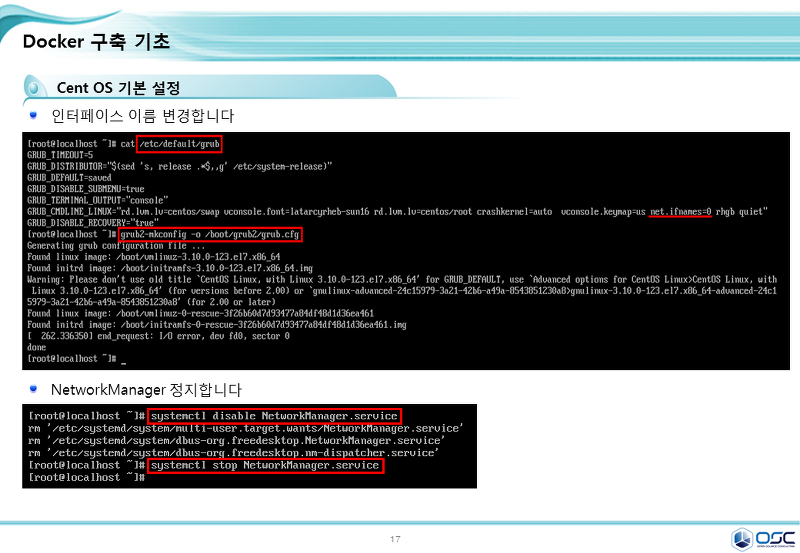 Docker 구축 기초
Cent OS 기본 설정
인터페이스 이름 변경합니다
[root@localhost ~]# cat /etc/default/grub
GRUB_TIMEOUT=5
GRUB_DISTRIBUTOR="$(sed 's, release .*$,,g' /etc/system-release)"
GRUB_DEFAULT=saved
GRUB_DISABLE_SUBMENU=true
GRUB_TERMINAL_OUTPUT="console"
GRUB_CMDLINE_LINUX="rd.lvm.lv=centos/swap vconsole.font=latarcyrheb-sun16 rd.lvm.lv=centos/root crashkernel=auto  vconsole.keymap=us net.ifnames=0 rhgb quiet"
GRUB_DISABLE_RECOVERY="true"
[root@localhost ~]# grub2-mkconfig -o /boot/grub2/grub.cfg
Generating grub configuration file ...
Found linux image: /boot/vmlinuz-3.10.0-123.el7.x86_64
Found initrd image: /boot/initramfs-3.10.0-123.el7.x86_64.img
Warning: Please don't use old title `CentOS Linux, with Linux 3.10.0-123.el7.x86_64' for GRUB_DEFAULT, use `Advanced options for CentOS Linux>CentOS Linux, with
Linux 3.10.0-123.el7.x86_64' (for versions before 2.00) or `gnulinux-advanced-24c15979-3a21-42b6-a49a-8543851230a8>gnulinux-3.10.0-123.el7.x86_64-advanced-24c1
5979-3a21-42b6-a49a-8543851230a8' (for 2.00 or later)
Found linux image: /boot/vmlinuz-0-rescue-3f26b60d7d93477a84df48d1d36ea461
Found initrd image: /boot/initramfs-0-rescue-3f26b60d7d93477a84df48d1d36ea461.img
[  262.336350] end_request: I/O error, dev fd0, sector 0
done
[root@localhost ~]# _
NetworkManager 정지합니다
[root@localhost ~]# systemctl disable NetworkManager.service
rm '/etc/systemd/system/multi-user.target.wants/NetworkManager.service'
rm '/etc/systemd/system/dbus-org.freedesktop.NetworkManager.service'
rm '/etc/systemd/system/dbus-org.freedesktop.nm-dispatcher.service'
[root@localhost ~]# systemctl stop NetworkManager.service
[root@localhost ~]#
17
OSC
OPEN SOURCE CONSULTING